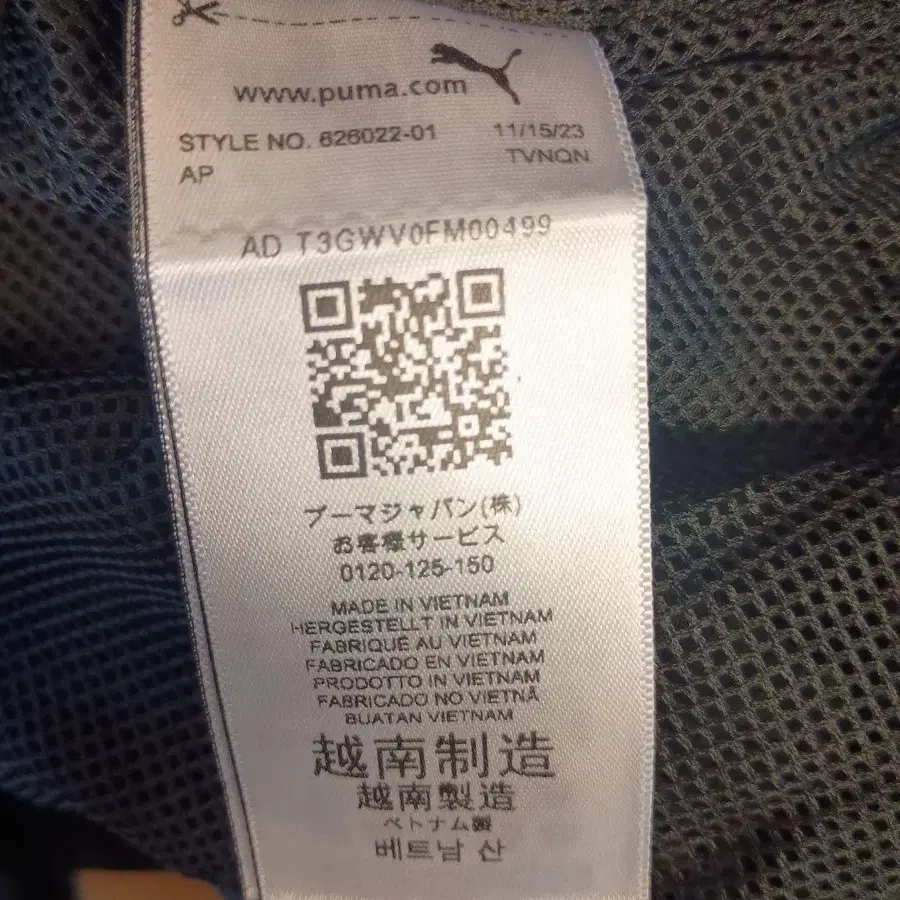 www.puma.com
STYLE NO. 626022-01 11/15/23
AP TVNQN
AD T3GWV0FM00499
プーマジャパン(株)
お客様サービス
0120-125-150
MADE IN VIETNAM
HERGESTELLT IN VIETNAM
FABRIQUÉ AU VIETNAM
FABRICADO EN VIETNAM
PRODOTTO IN VIETNAM
FABRICADO NO VIETNÃ
BUATAN VIETNAM
越南制造
越南製造
ベトナム製
베트남 산